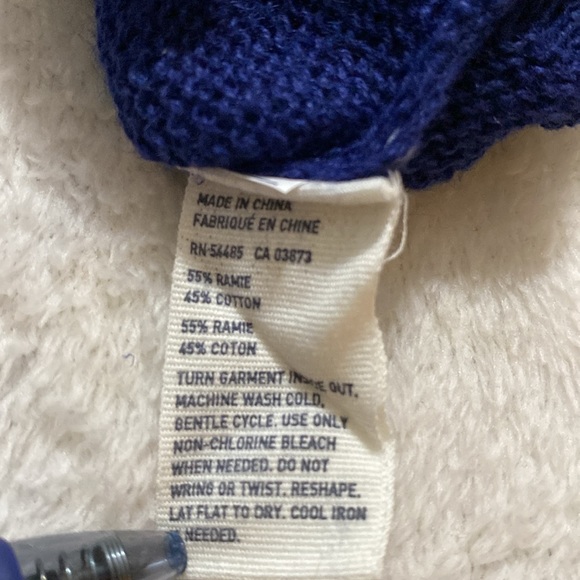 MADE IN CHINA
FABRIQUÉ EN CHINE
RN 54485 CA 03873
55% RAMIE
45% COTTON
55% RAMIE
45% COTON
TURN GARMENT INSIDE OUT.
MACHINE WASH COLD,
GENTLE CYCLE. USE ONLY
NON-CHLORINE BLEACH
WHEN NEEDED. DO NOT
WRING OR TWIST. RESHAPE,
LAY FLAT TO DRY. COOL IRON
NEEDED.